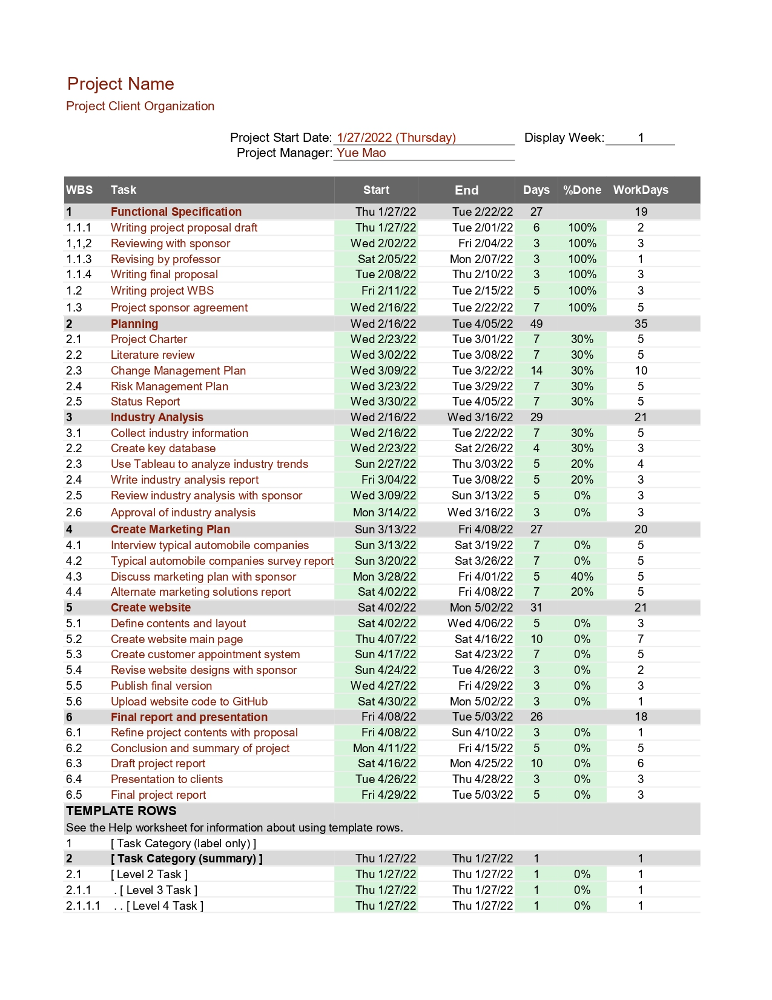 Project Name
Project Client Organization
Project Start Date: 1/27/2022 (Thursday) Display Week: 1
Project Manager: Yue Mao
WBS Task Start End Days %Done WorkDays
1 Functional Specification Thu 1/27/22 Tue 2/22/22 27 19
1.1.1 Writing project proposal draft Thu 1/27/22 Tue 2/01/22 6 100% 2
1,1,2 Reviewing with sponsor Wed 2/02/22 Fri 2/04/22 3 100% 3
1.1.3 Revising by professor Sat 2/05/22 Mon 2/07/22 3 100% 1
1.1.4 Writing final proposal Tue 2/08/22 Thu 2/10/22 3 100% 3
1.2 Writing project WBS Fri 2/11/22 Tue 2/15/22 5 100% 3
1.3 Project sponsor agreement Wed 2/16/22 Tue 2/22/22 7 100% 5
2 Planning Wed 2/16/22 Tue 4/05/22 49 35
2.1 Project Charter Wed 2/23/22 Tue 3/01/22 7 30% 5
2.2 Literature review Wed 3/02/22 Tue 3/08/22 7 30% 5
2.3 Change Management Plan Wed 3/09/22 Tue 3/22/22 14 30% 10
2.4 Risk Management Plan Wed 3/23/22 Tue 3/29/22 7 30% 5
2.5 Status Report Wed 3/30/22 Tue 4/05/22 7 30% 5
3 Industry Analysis Wed 2/16/22 Wed 3/16/22 29 21
3.1 Collect industry information Wed 2/16/22 Tue 2/22/22 7 30% 5
2.2 Create key database Wed 2/23/22 Sat 2/26/22 4 30% 3
2.3 Use Tableau to analyze industry trends Sun 2/27/22 Thu 3/03/22 5 20% 4
2.4 Write industry analysis report Fri 3/04/22 Tue 3/08/22 5 20% 3
2.5 Review industry analysis with sponsor Wed 3/09/22 Sun 3/13/22 5 0% 3
2.6 Approval of industry analysis Mon 3/14/22 Wed 3/16/22 3 0% 3
4 Create Marketing Plan Sun 3/13/22 Fri 4/08/22 27 20
4.1 Interview typical automobile companies Sun 3/13/22 Sat 3/19/22 7 0% 5
4.2 Typical automobile companies survey report Sun 3/20/22 Sat 3/26/22 7 0% 5
4.3 Discuss marketing plan with sponsor Mon 3/28/22 Fri 4/01/22 5 40% 5
4.4 Alternate marketing solutions report Sat 4/02/22 Fri 4/08/22 7 20% 5
5 Create website Sat 4/02/22 Mon 5/02/22 31 21
5.1 Define contents and layout Sat 4/02/22 Wed 4/06/22 5 0% 3
5.2 Create website main page Thu 4/07/22 Sat 4/16/22 10 0% 7
5.3 Create customer appointment system Sun 4/17/22 Sat 4/23/22 7 0% 5
5.4 Revise website designs with sponsor Sun 4/24/22 Tue 4/26/22 3 0% 2
5.5 Publish final version Wed 4/27/22 Fri 4/29/22 3 0% 3
5.6 Upload website code to GitHub Sat 4/30/22 Mon 5/02/22 3 0% 1
6 Final report and presentation Fri 4/08/22 Tue 5/03/22 26 18
6.1 Refine project contents with proposal Fri 4/08/22 Sun 4/10/22 3 0% 1
6.2 Conclusion and summary of project Mon 4/11/22 Fri 4/15/22 5 0% 5
6.3 Draft project report Sat 4/16/22 Mon 4/25/22 10 0% 6
6.4 Presentation to clients Tue 4/26/22 Thu 4/28/22 3 0% 3
6.5 Final project report Fri 4/29/22 Tue 5/03/22 5 0% 3
TEMPLATE ROWS
See the Help worksheet for information about using template rows.
1 [ Task Category (label only) ]
2 [ Task Category (summary) ] Thu 1/27/22 Thu 1/27/22 1 1
2.1 [ Level 2 Task ] Thu 1/27/22 Thu 1/27/22 1 0% 1
2.1.1 . [ Level 3 Task ] Thu 1/27/22 Thu 1/27/22 1 0% 1
2.1.1.1 . . [ Level 4 Task ] Thu 1/27/22 Thu 1/27/22 1 0% 1